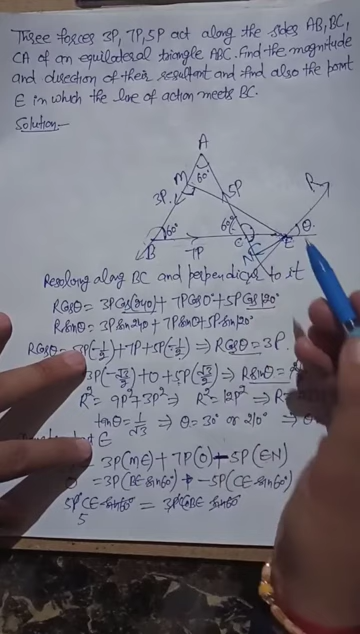 Three forces 3P, 7P, 5P act along the sides AB, BC,
CA of an equilateral triangle ABC. Find the magnitude
and direction of their resultant and find also the point
E in which the line of action meets BC.
Solution—
A
60°
M
3P
5P
R
60°
60°
θ
B
7P
C
E
N
Resolving along BC and perpendicular to it
Rcosθ = 3Pcos(240) + 7Pcos0° + 5Pcos120°
Rsinθ = 3Psin240 + 7Psin0 + 5Psin120°
Rcosθ = 3P(-1/2) + 7P + 5P(-1/2) ⇒ Rcosθ = 3P.
3P(-√3/2) + 0 + 5P(√3/2) ⇒ Rsinθ =
R² = 9P² + 3P² ⇒ R² = 12P² ⇒ R =
tanθ = 1/√3 ⇒ θ = 30° or 210° ⇒
E
= 3P(ME) + 7P(0) - 5P(EN)
= 3P(BE sin60°) - 5P(CE sin60°)
5P CE sin60° = 3P BE sin60°
5